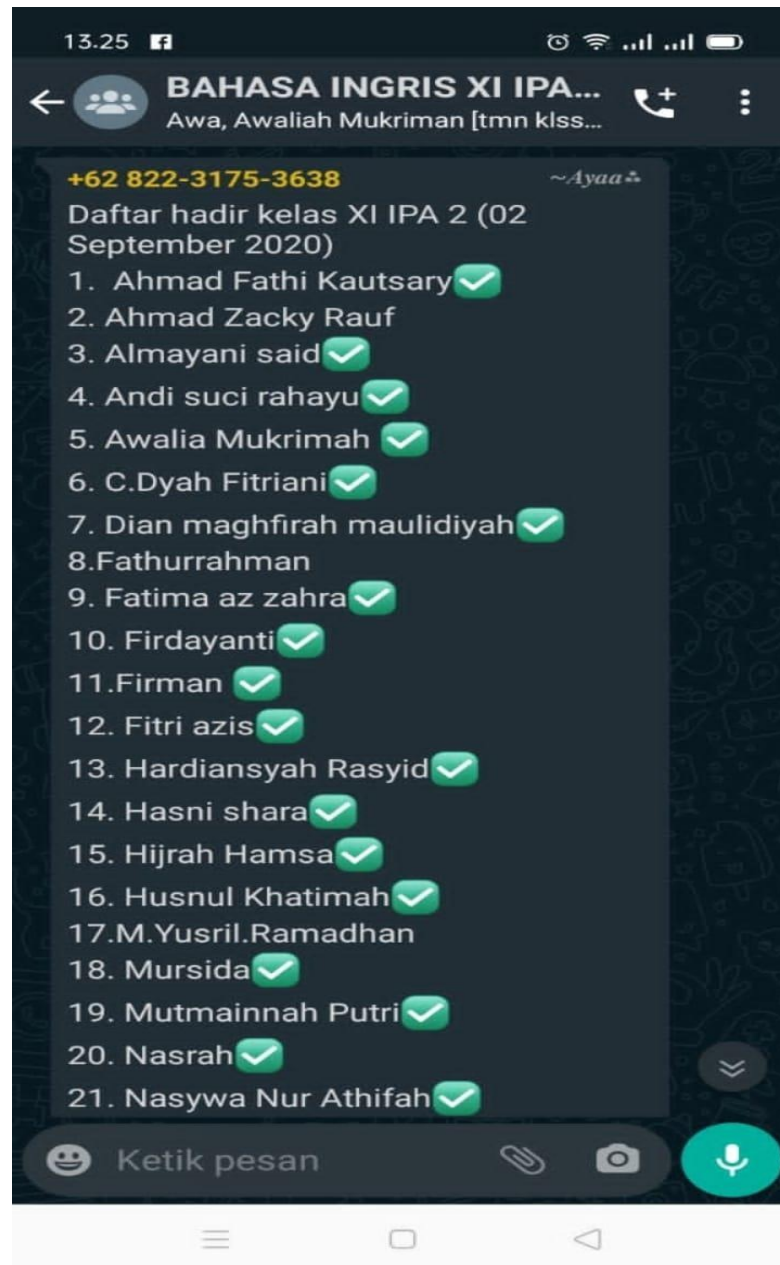 13.25
BAHASA INGRIS XI IPA...
Awa, Awaliah Mukriman [tmn klss...
+62 822-3175-3638 ~Ayaa
Daftar hadir kelas XI IPA 2 (02
September 2020)
1. Ahmad Fathi Kautsary✅
2. Ahmad Zacky Rauf
3. Almayani said✅
4. Andi suci rahayu✅
5. Awalia Mukrimah ✅
6. C.Dyah Fitriani✅
7. Dian maghfirah maulidiyah✅
8.Fathurrahman
9. Fatima az zahra✅
10. Firdayanti✅
11.Firman ✅
12. Fitri azis✅
13. Hardiansyah Rasyid✅
14. Hasni shara✅
15. Hijrah Hamsa✅
16. Husnul Khatimah✅
17.M.Yusril.Ramadhan
18. Mursida✅
19. Mutmainnah Putri✅
20. Nasrah✅
21. Nasywa Nur Athifah✅
Ketik pesan